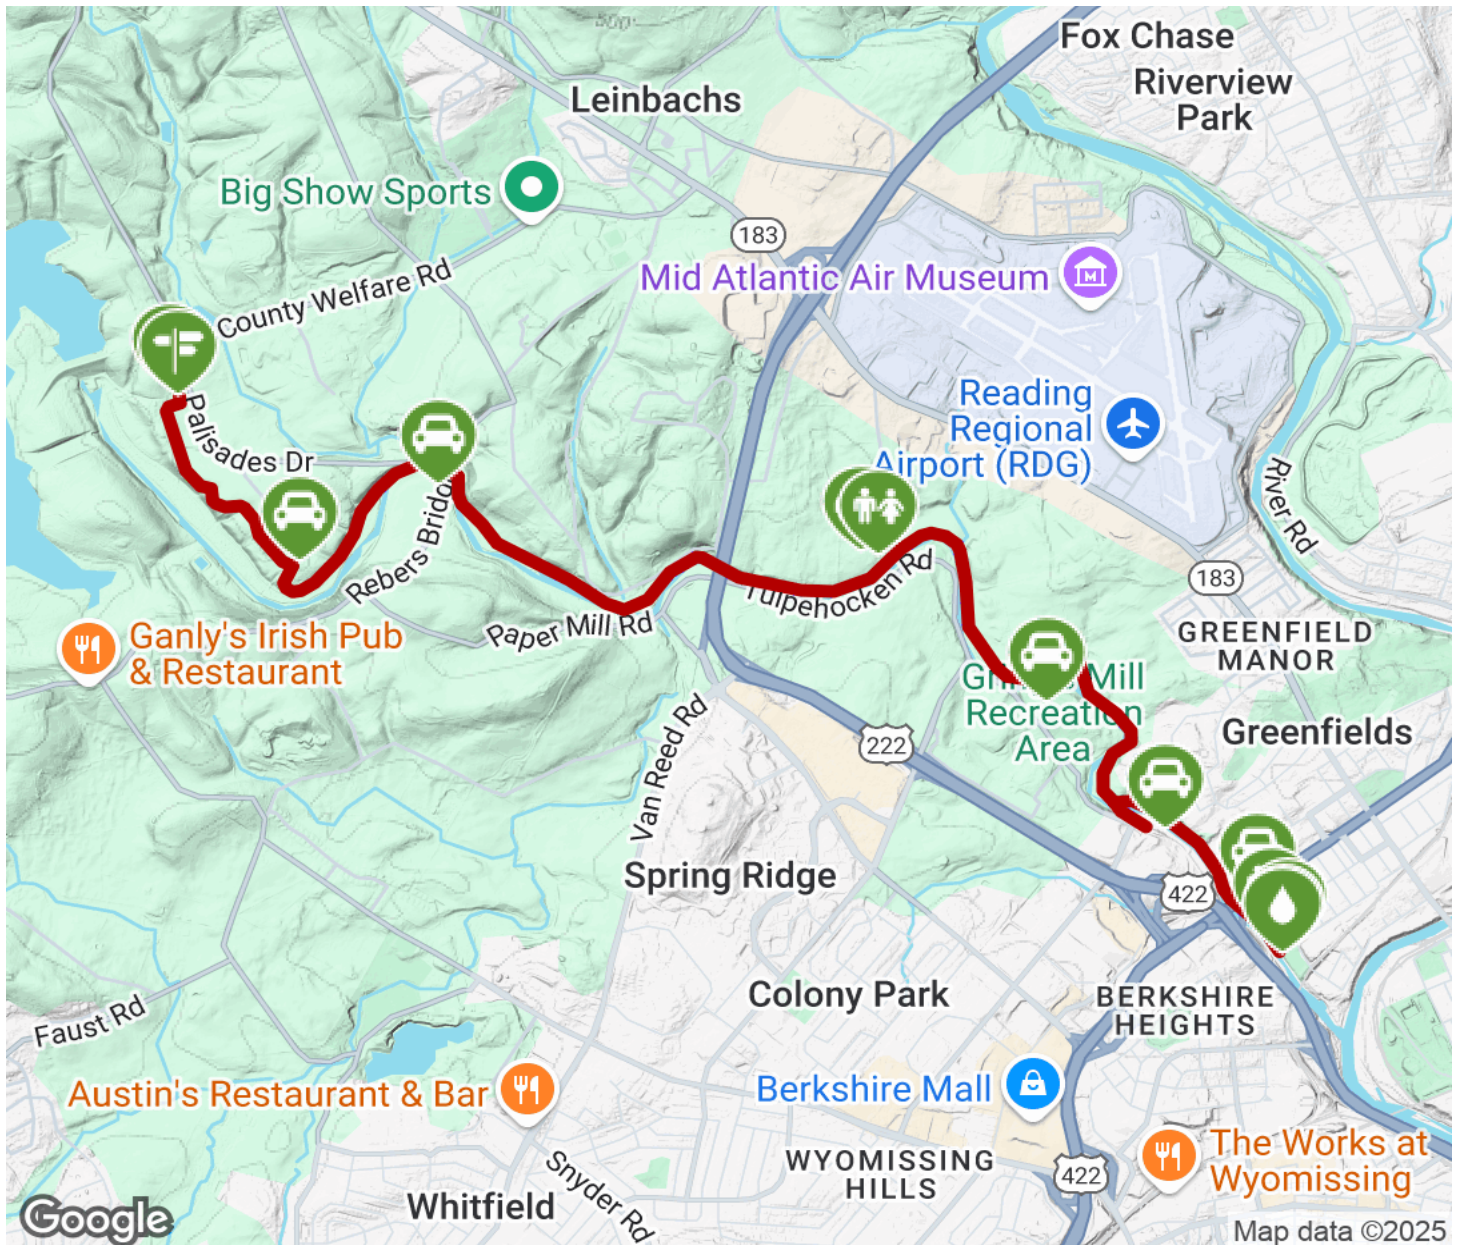 Fox Chase
Riverview
Park
Leinbachs
Big Show Sports
183
Mid Atlantic Air Museum
County Welfare Rd
Reading
Regional
Airport (RDG)
Palisades Dr
River Rd
183
Rebers Bridg
Tulpehocken Rd
Paper Mill Rd
Ganly's Irish Pub
& Restaurant
GREENFIELD
MANOR
Mill
Recreation
Area
Greenfields
222
Van Reed Rd
Spring Ridge
422
Colony Park
BERKSHIRE
HEIGHTS
Faust Rd
Austin's Restaurant & Bar
Berkshire Mall
The Works at
Wyomissing
WYOMISSING
HILLS
422
Snyder Rd
Whitfield
Google
Map data ©2025